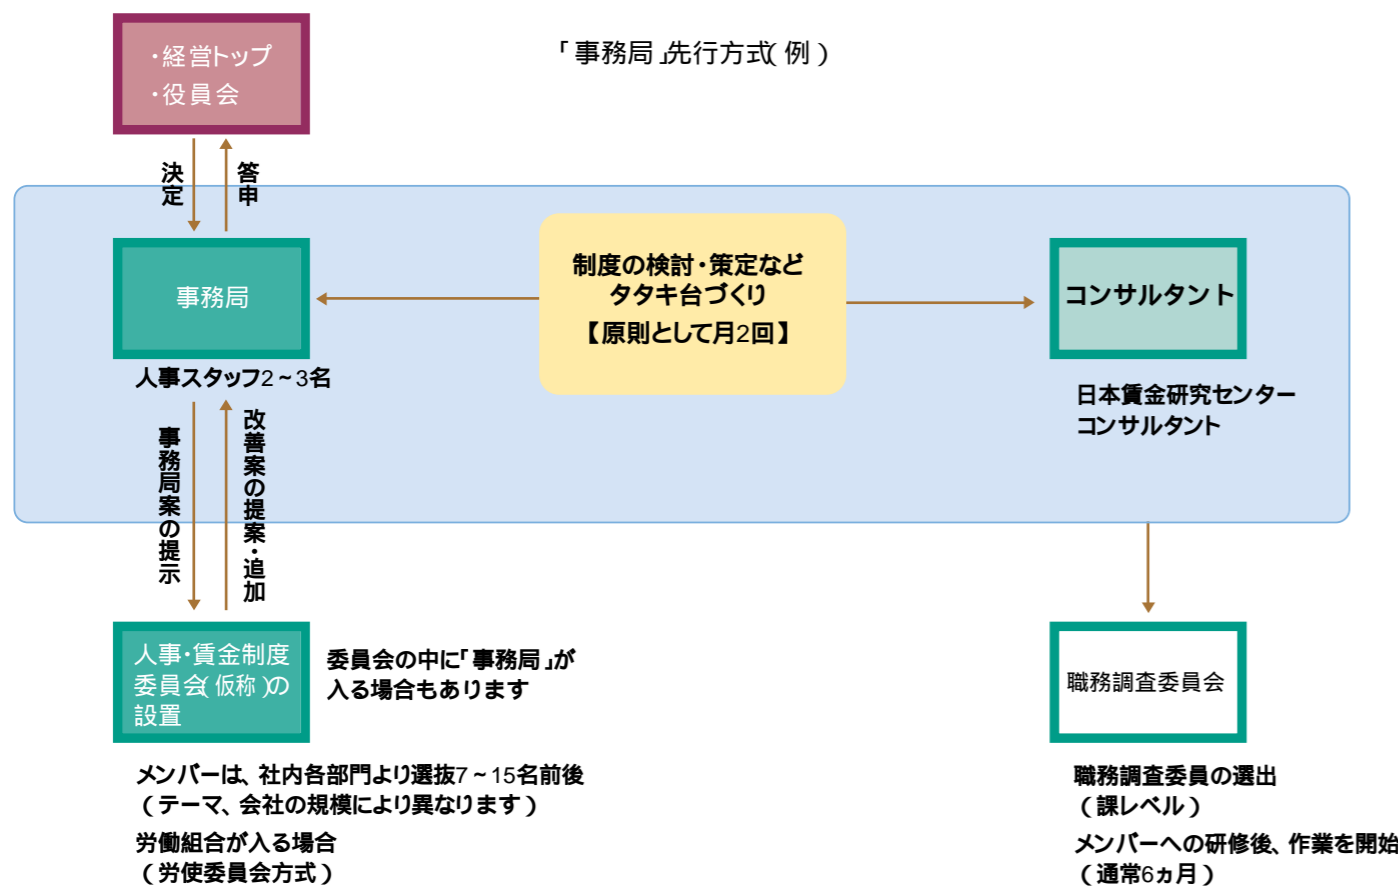 「事務局」先行方式(例)
・経営トップ
・役員会
決定
答申
事務局
人事スタッフ2~3名
制度の検討・策定など
タタキ台づくり
【原則として月2回】
コンサルタント
日本賃金研究センター
コンサルタント
事務局案の提示
改善案の提案・追加
人事・賃金制度
委員会(仮称)の
設置
委員会の中に「事務局」が
入る場合もあります
メンバーは、社内各部門より選抜7~15名前後
(テーマ、会社の規模により異なります)
労働組合が入る場合
(労使委員会方式)
職務調査委員会
職務調査委員の選出
(課レベル)
メンバーへの研修後、作業を開始
(通常6ヵ月)